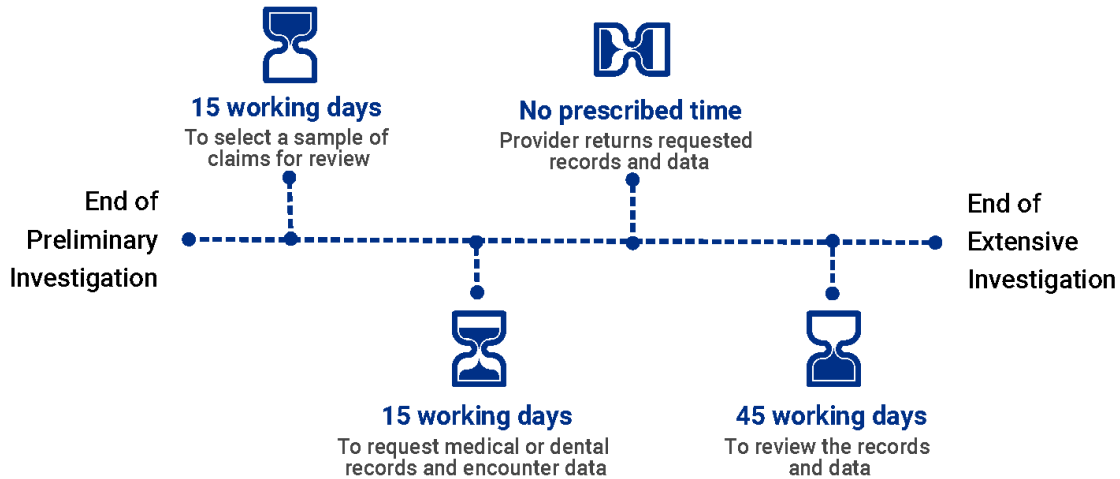 15 working days
To select a sample of
claims for review
No prescribed time
Provider returns requested
records and data
End of
Preliminary
Investigation
End of
Extensive
Investigation
15 working days
To request medical or dental
records and encounter data
45 working days
To review the records
and data